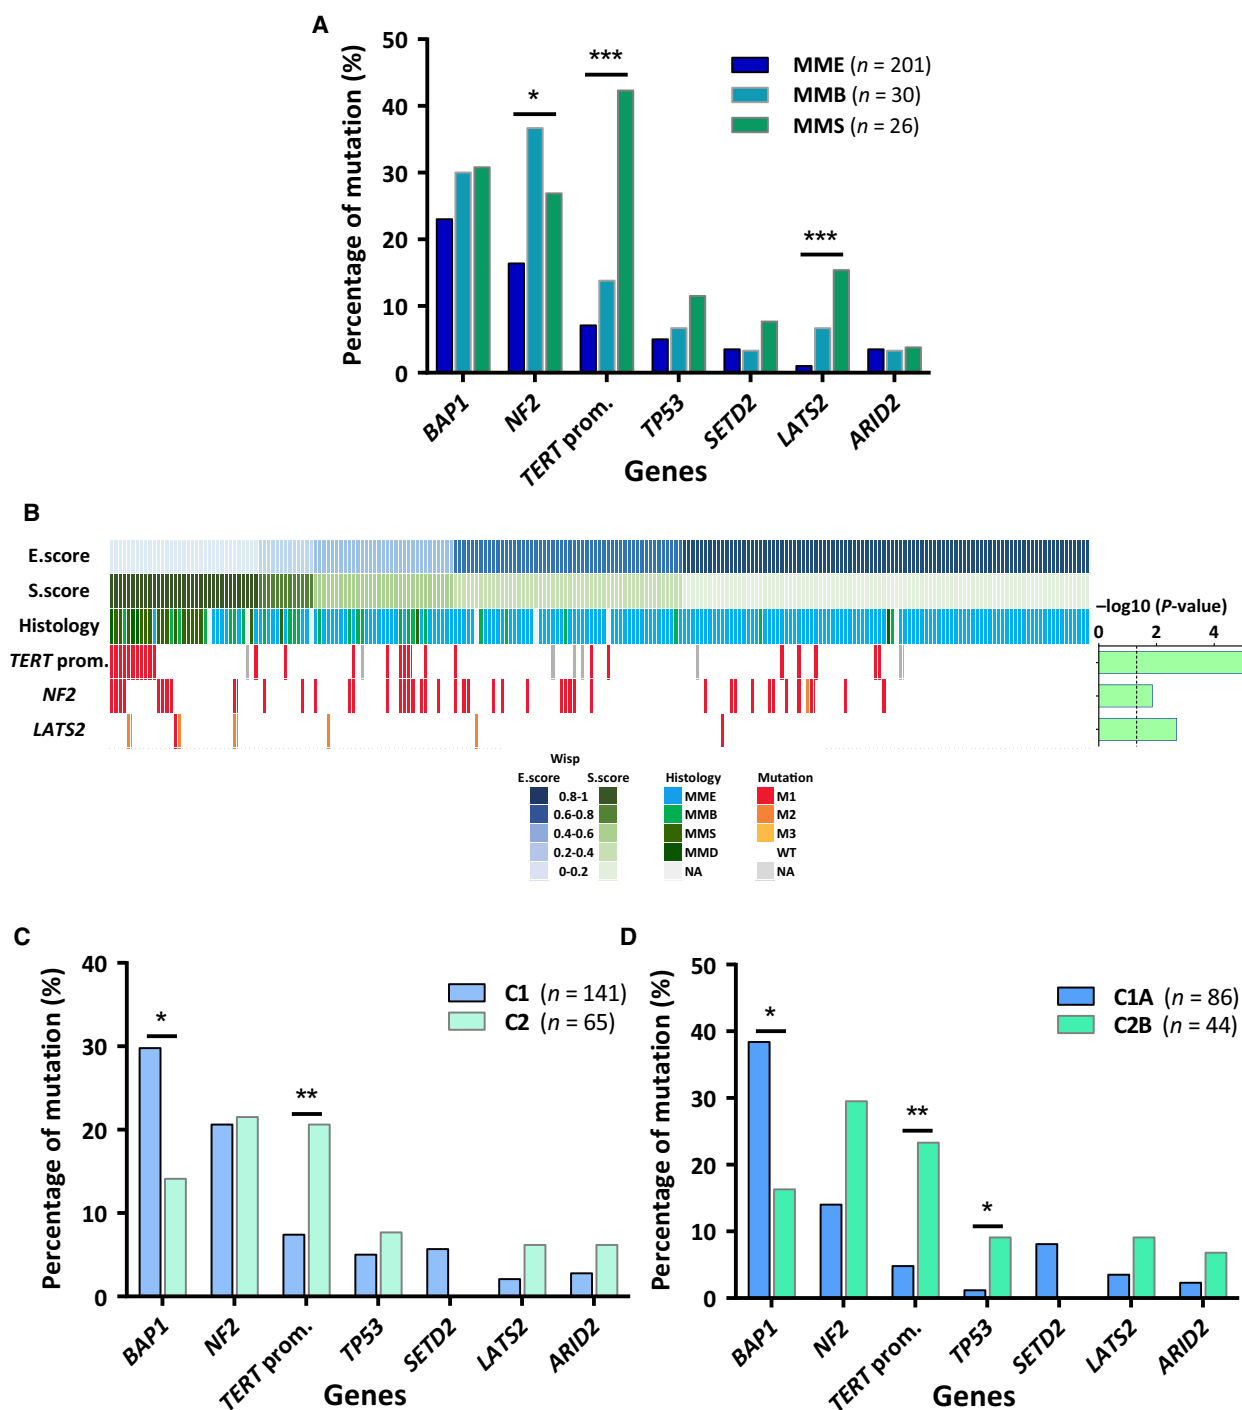 A
Percentage of mutation (%)
50
40
30
20
10
0
*
***
***
MME (n = 201)
MMB (n = 30)
MMS (n = 26)
BAP1
NF2
TERT prom.
TP53
SETD2
LATS2
ARID2
Genes
B
E.score
S.score
Histology
TERT prom.
NF2
LATS2
–log10 (P-value)
0 2 4
Wisp
E.score S.score Histology Mutation
0.8-1 MME M1
0.6-0.8 MMB M2
0.4-0.6 MMS M3
0.2-0.4 MMD WT
0-0.2 NA NA
C
Percentage of mutation (%)
40
30
20
10
0
*
**
C1 (n = 141)
C2 (n = 65)
BAP1
NF2
TERT prom.
TP53
SETD2
LATS2
ARID2
Genes
D
Percentage of mutation (%)
50
40
30
20
10
0
*
**
*
C1A (n = 86)
C2B (n = 44)
BAP1
NF2
TERT prom.
TP53
SETD2
LATS2
ARID2
Genes